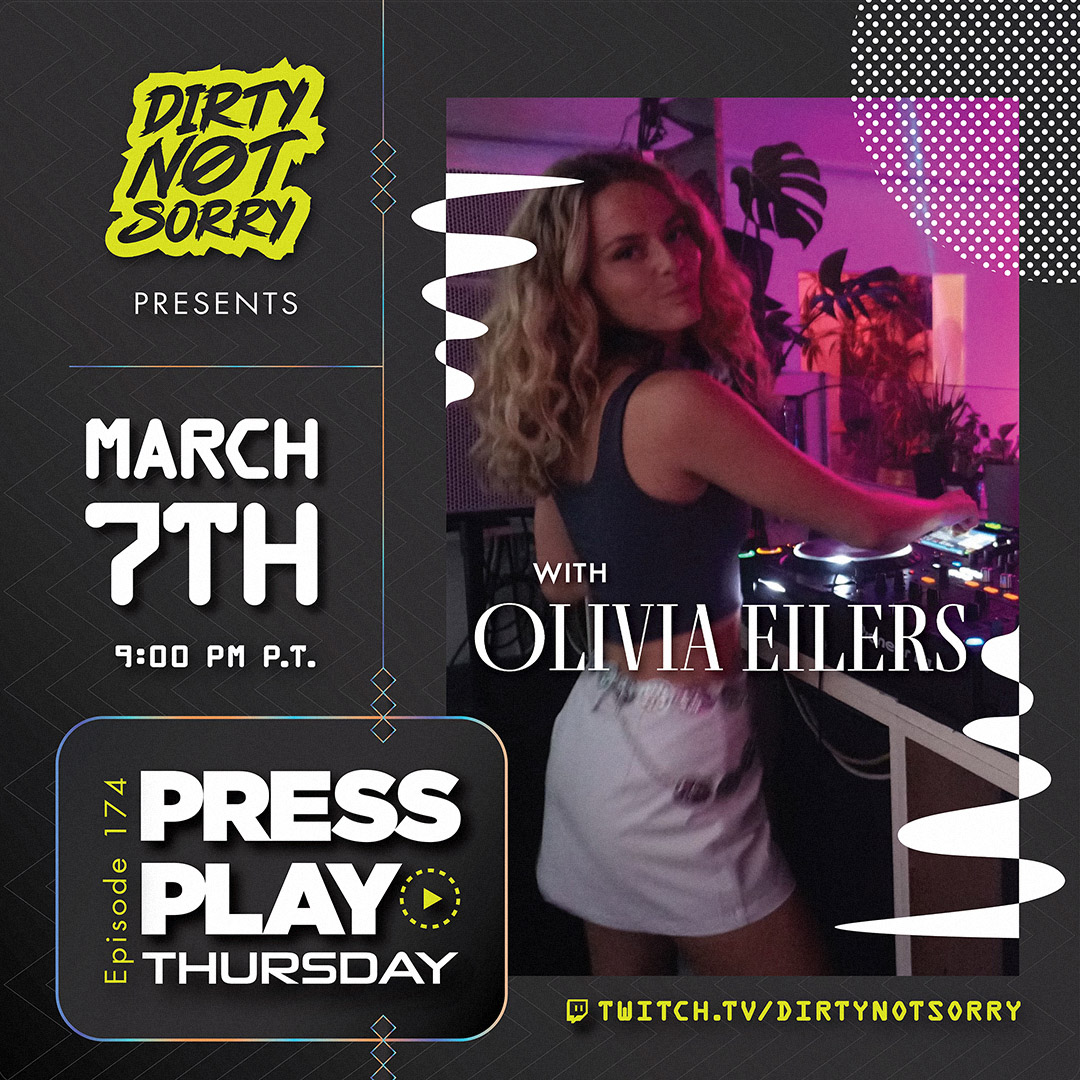 DIRTY
NØT
SORRY
PRESENTS
MARCH
7TH
9:00 PM P.T.
Episode 174
PRESS
PLAY
THURSDAY
WITH
OLIVIA EILERS
TWITCH.TV/DIRTYNOTSORRY